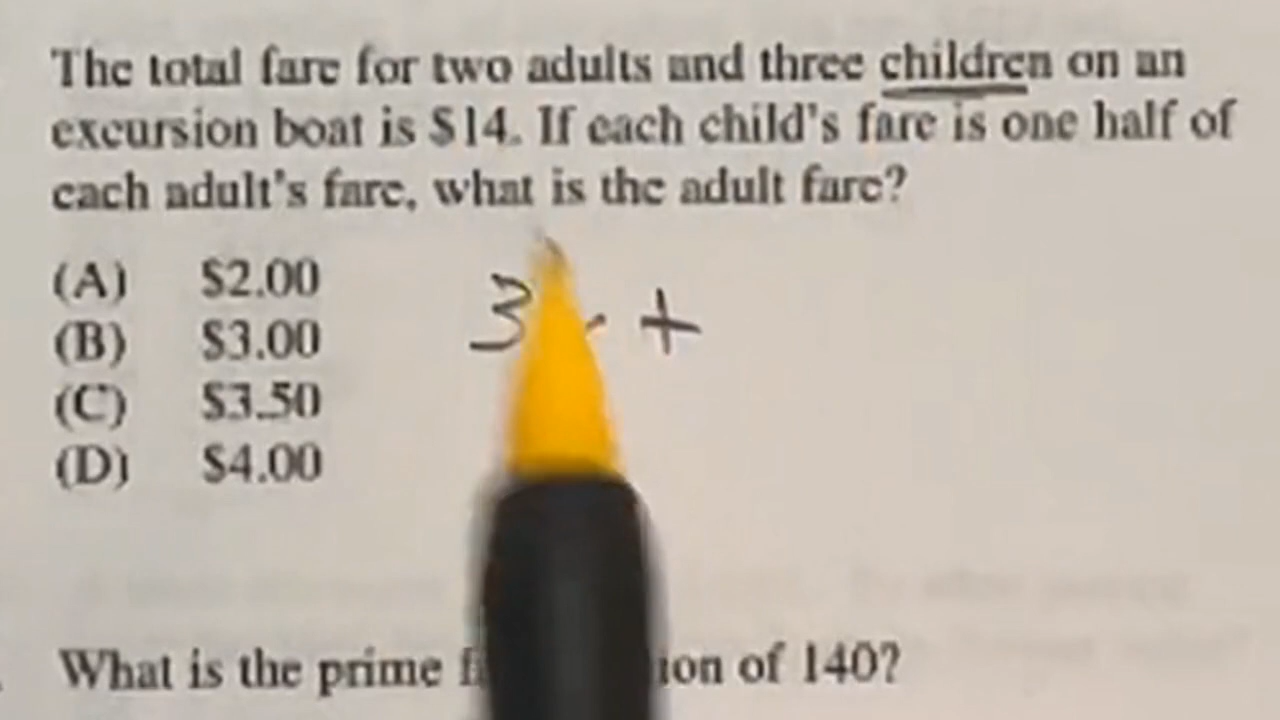 The total fare for two adults and three children on an
excursion boat is $14. If each child's fare is one half of
each adult's fare, what is the adult fare?
(A) $2.00
(B) $3.00
(C) $3.50
(D) $4.00
3 +
What is the prime of 140?